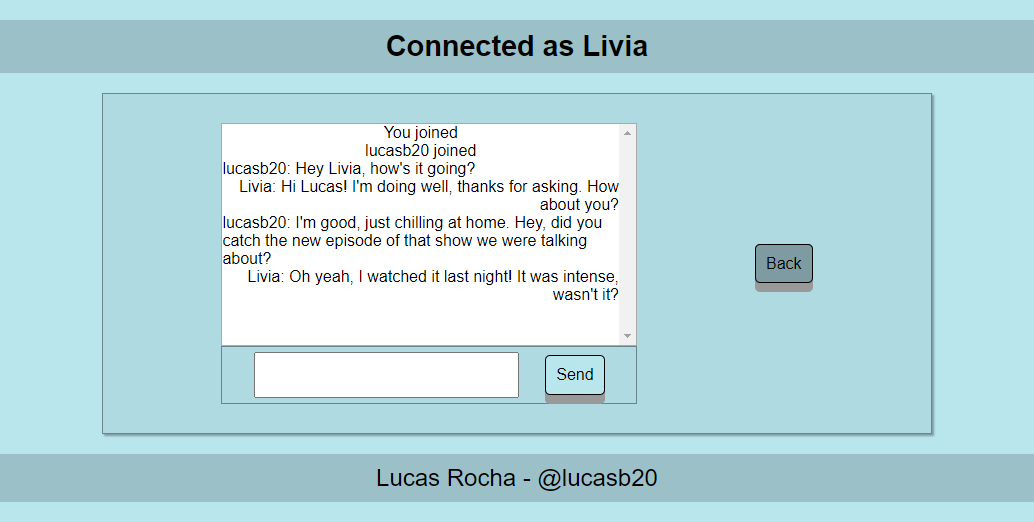 Connected as Livia
You joined
lucasb20 joined
lucasb20: Hey Livia, how's it going?
Livia: Hi Lucas! I'm doing well, thanks for asking. How
about you?
lucasb20: I'm good, just chilling at home. Hey, did you
catch the new episode of that show we were talking
about?
Livia: Oh yeah, I watched it last night! It was intense,
wasn't it?
Back
Send
Lucas Rocha - @lucasb20